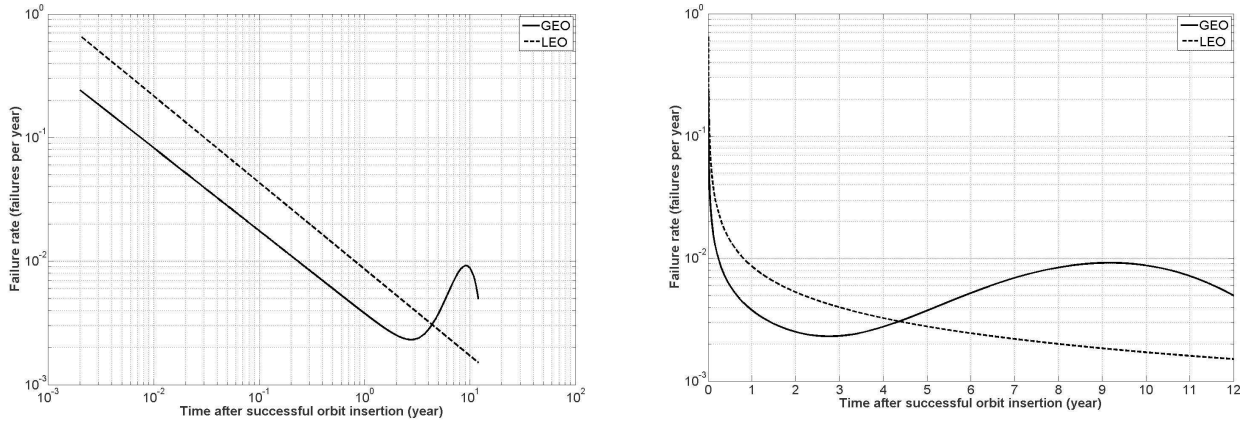 10^0
GEO
LEO
10^-1
10^-2
10^-3
Failure rate (failures per year)
10^-3
10^-2
10^-1
10^0
10^1
10^2
Time after successful orbit insertion (year)
10^0
GEO
LEO
10^-1
10^-2
10^-3
Failure rate (failures per year)
0 1 2 3 4 5 6 7 8 9 10 11 12
Time after successful orbit insertion (year)